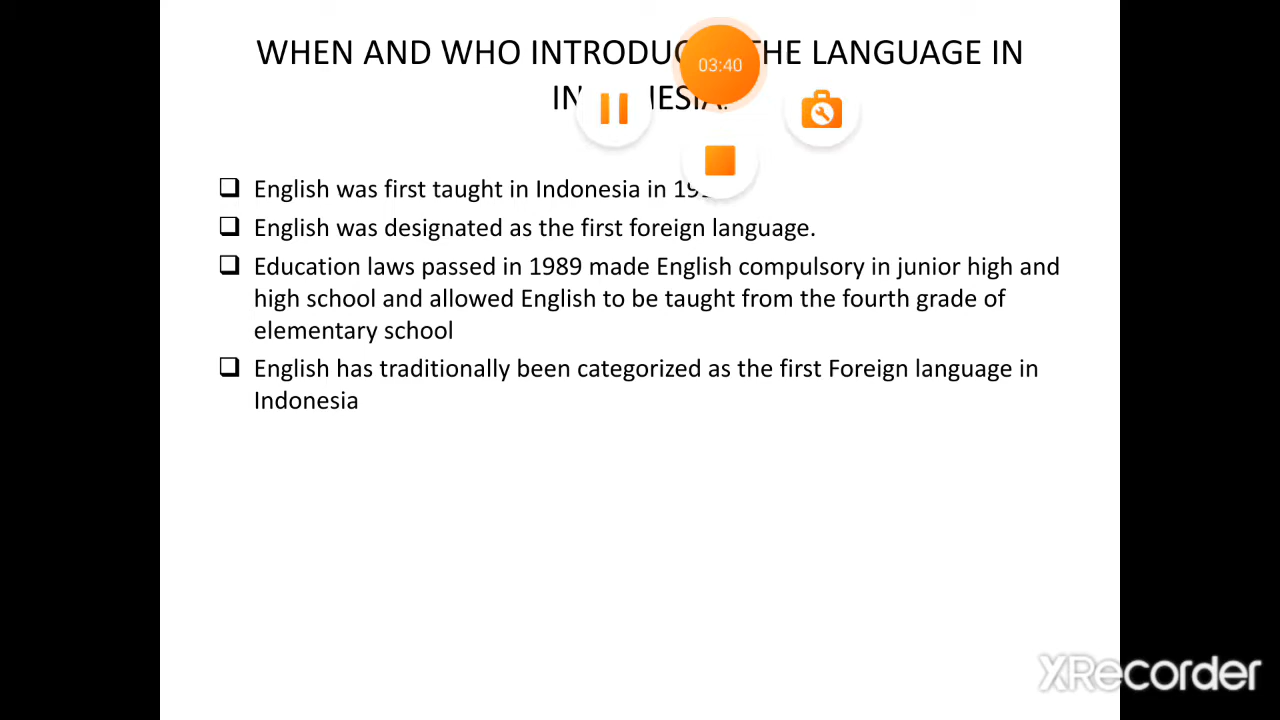 WHEN AND WHO INTRODUC THE LANGUAGE IN
03:40
English was first taught in Indonesia in
English was designated as the first foreign language.
Education laws passed in 1989 made English compulsory in junior high and
high school and allowed English to be taught from the fourth grade of
elementary school
English has traditionally been categorized as the first Foreign language in
Indonesia
XRecorder